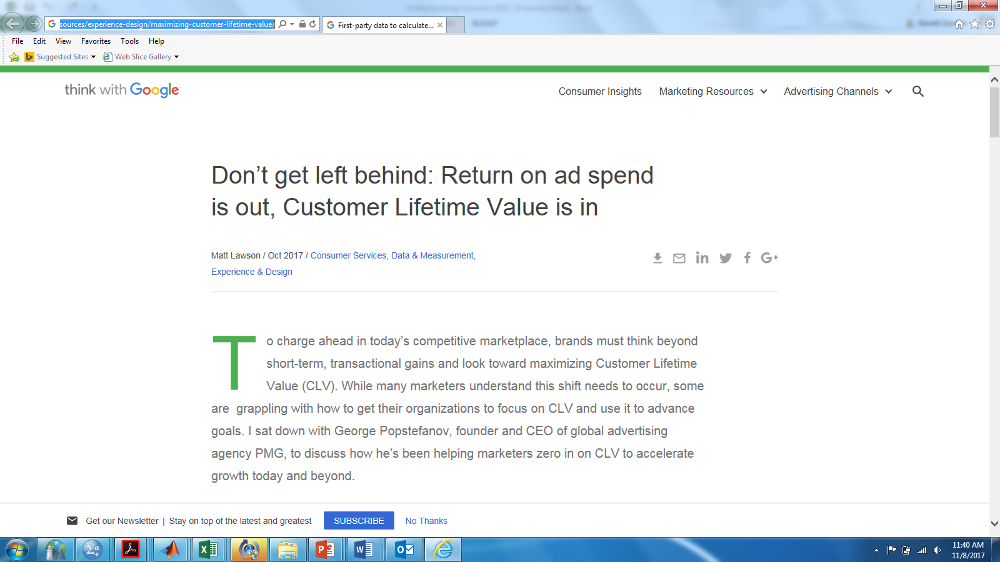 sources/experience-design/maximizing-customer-lifetime-value/
First-party data to calculate...
File Edit View Favorites Tools Help
Suggested Sites Web Slice Gallery
think with Google
Consumer Insights Marketing Resources Advertising Channels
Don’t get left behind: Return on ad spend
is out, Customer Lifetime Value is in
Matt Lawson / Oct 2017 / Consumer Services, Data & Measurement,
Experience & Design
To charge ahead in today’s competitive marketplace, brands must think beyond
short-term, transactional gains and look toward maximizing Customer Lifetime
Value (CLV). While many marketers understand this shift needs to occur, some
are grappling with how to get their organizations to focus on CLV and use it to advance
goals. I sat down with George Popstefanov, founder and CEO of global advertising
agency PMG, to discuss how he’s been helping marketers zero in on CLV to accelerate
growth today and beyond.
Get our Newsletter | Stay on top of the latest and greatest SUBSCRIBE No Thanks
11:40 AM
11/8/2017